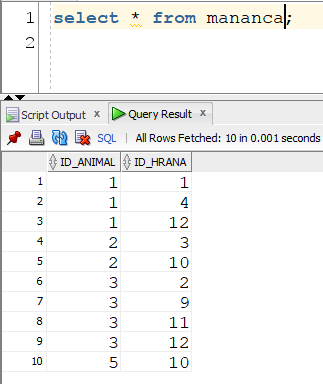 1 select * from mananca;
2
Script Output x Query Result x
SQL | All Rows Fetched: 10 in 0.001 seconds
ID_ANIMAL ID_HRANA
1 1 1
2 1 4
3 1 12
4 2 3
5 2 10
6 3 2
7 3 9
8 3 11
9 3 12
10 5 10